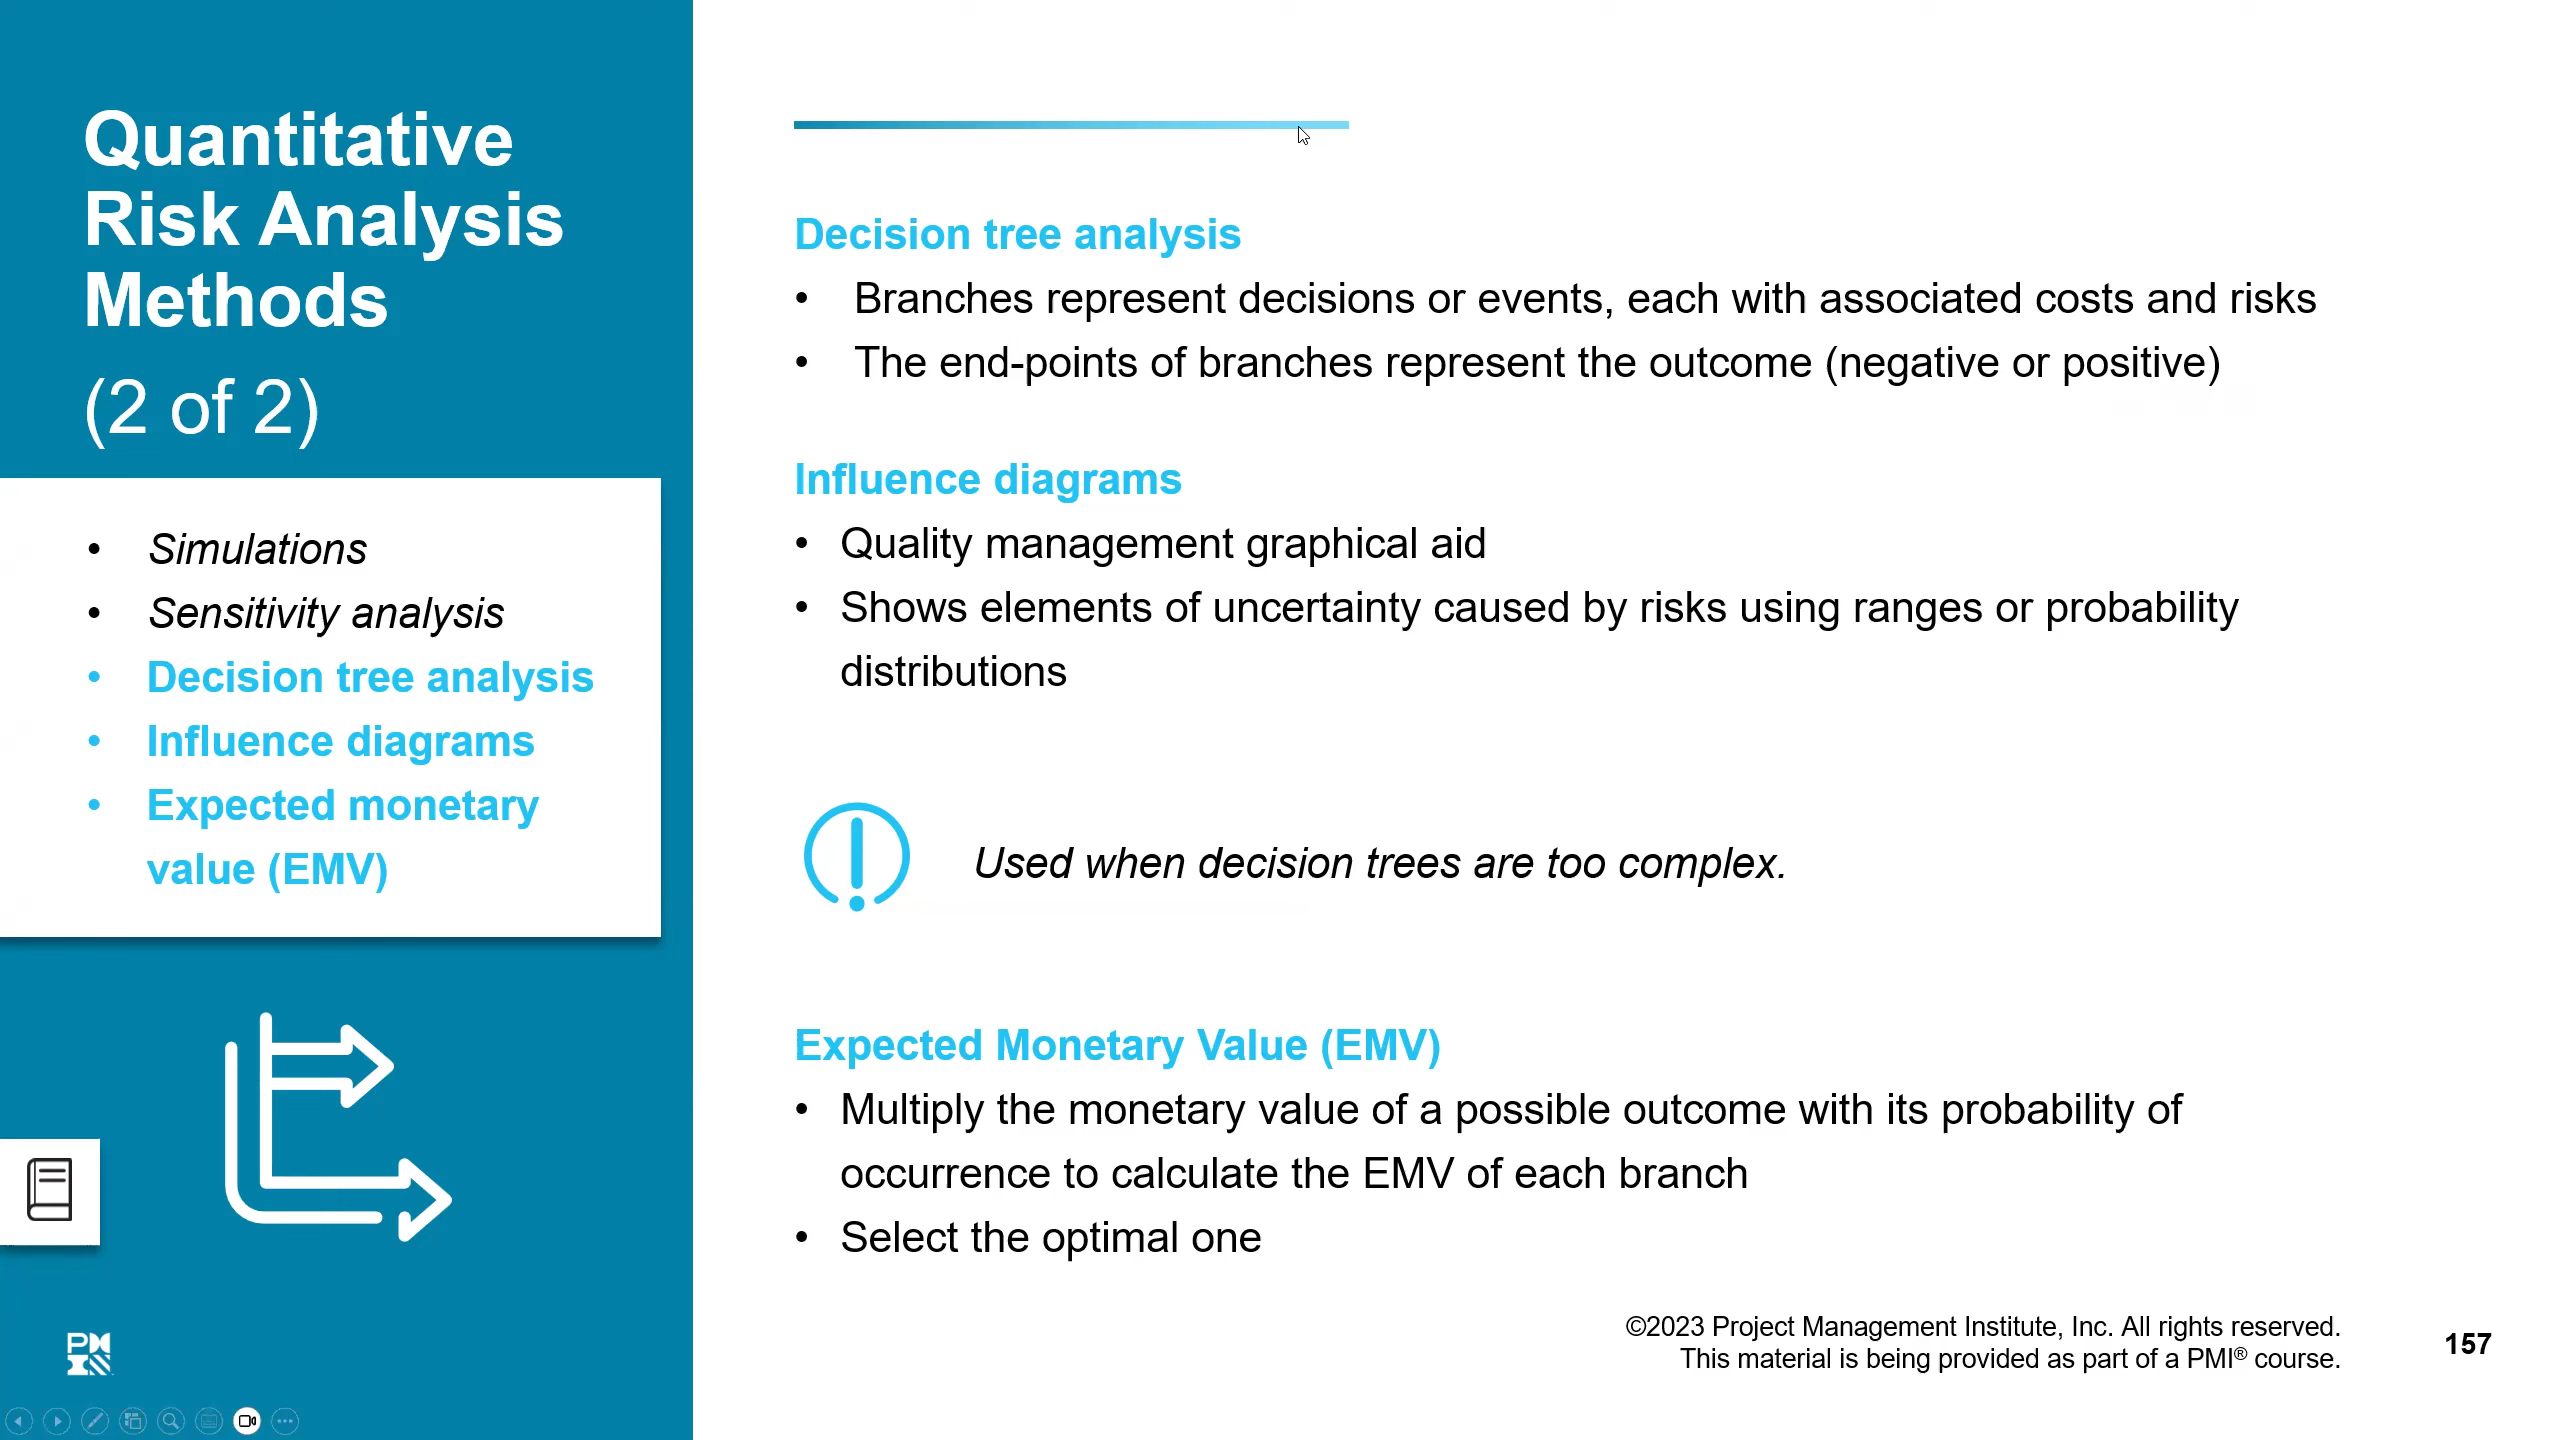 Quantitative
Risk Analysis
Methods
(2 of 2)
• Simulations
• Sensitivity analysis
• Decision tree analysis
• Influence diagrams
• Expected monetary
value (EMV)
Decision tree analysis
• Branches represent decisions or events, each with associated costs and risks
• The end-points of branches represent the outcome (negative or positive)
Influence diagrams
• Quality management graphical aid
• Shows elements of uncertainty caused by risks using ranges or probability
distributions
Used when decision trees are too complex.
Expected Monetary Value (EMV)
• Multiply the monetary value of a possible outcome with its probability of
occurrence to calculate the EMV of each branch
• Select the optimal one
©2023 Project Management Institute, Inc. All rights reserved.
This material is being provided as part of a PMI® course.
157